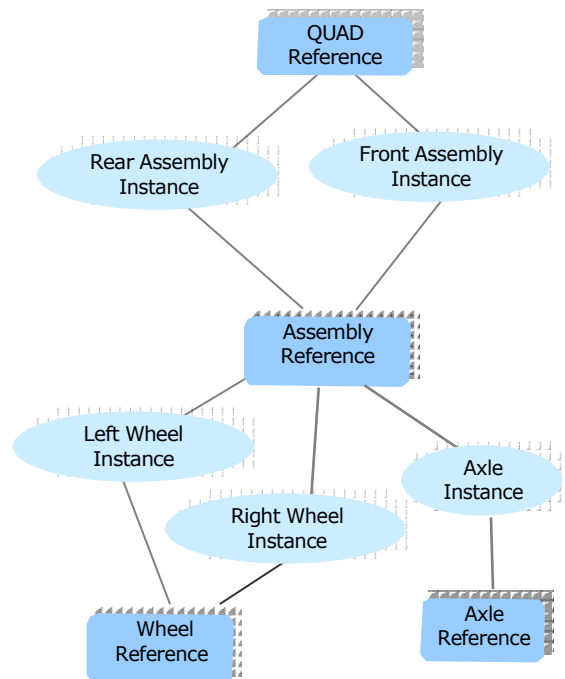 QUAD
Reference
Rear Assembly
Instance
Front Assembly
Instance
Assembly
Reference
Left Wheel
Instance
Right Wheel
Instance
Axle
Instance
Wheel
Reference
Axle
Reference